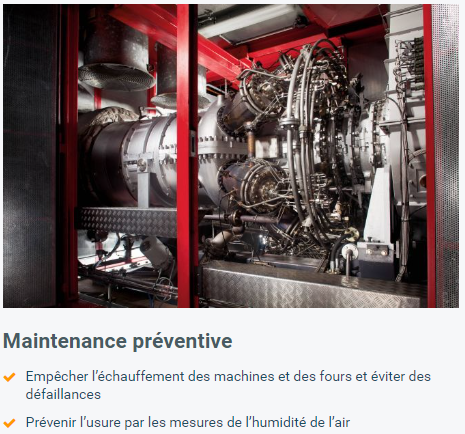 Maintenance préventive
Empêcher l'échauffement des machines et des fours et éviter des
défaillances
Prévenir l'usure par les mesures de l'humidité de l'air